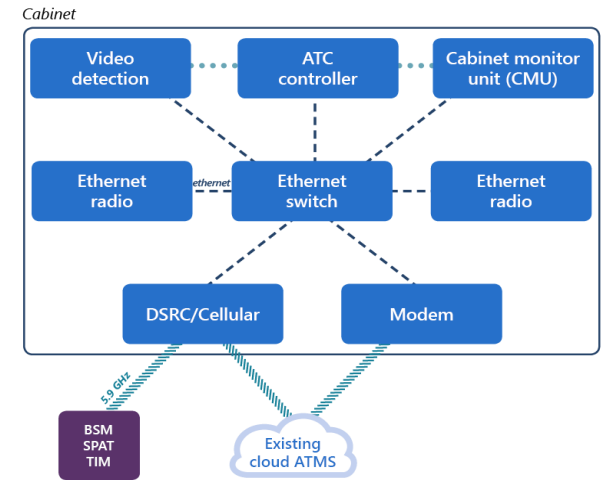 Cabinet
Video
detection
ATC
controller
Cabinet monitor
unit (CMU)
Ethernet
radio
ethernet
Ethernet
switch
Ethernet
radio
DSRC/Cellular
Modem
5.9 GHz
BSM
SPAT
TIM
Existing
cloud ATMS